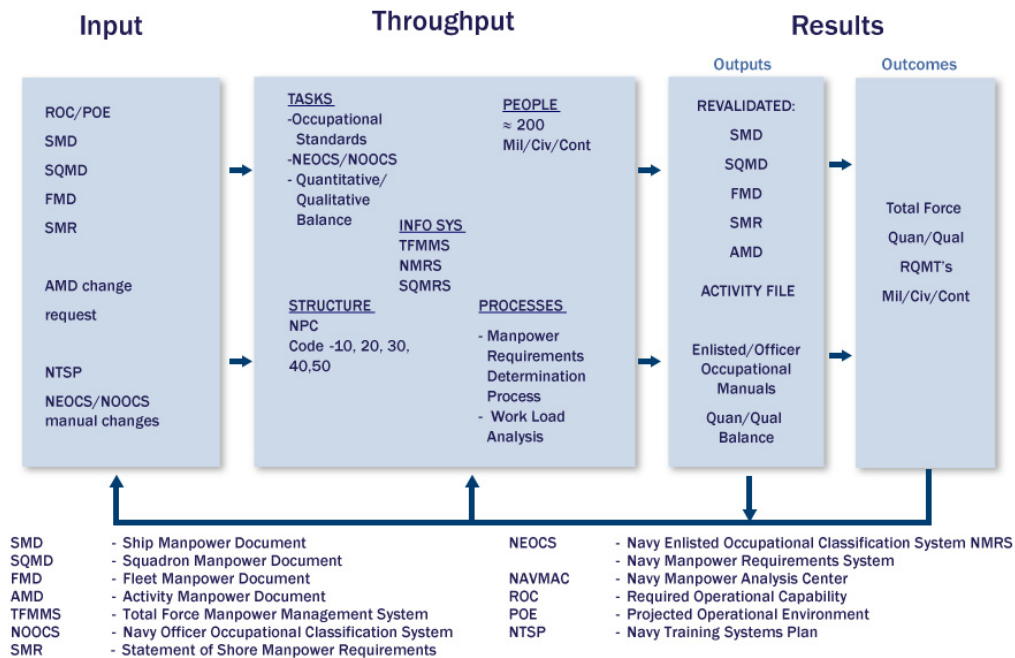 Input
Throughput
Results
Outputs
Outcomes
ROC/POE
SMD
SQMD
FMD
SMR
AMD change
request
NTSP
NEOCS/NOOCS
manual changes
TASKS
-Occupational
Standards
-NEOCS/NOOCS
- Quantitative/
Qualitative
Balance
PEOPLE
≈ 200
Mil/Civ/Cont
INFO SYS
TFMMS
NMRS
SQMRS
STRUCTURE
NPC
Code -10, 20, 30,
40,50
PROCESSES
- Manpower
Requirements
Determination
Process
- Work Load
Analysis
REVALIDATED:
SMD
SQMD
FMD
SMR
AMD
ACTIVITY FILE
Enlisted/Officer
Occupational
Manuals
Quan/Qual
Balance
Total Force
Quan/Qual
RQMT's
Mil/Civ/Cont
SMD - Ship Manpower Document
SQMD - Squadron Manpower Document
FMD - Fleet Manpower Document
AMD - Activity Manpower Document
TFMMS - Total Force Manpower Management System
NOOCS - Navy Officer Occupational Classification System
SMR - Statement of Shore Manpower Requirements
NEOCS - Navy Enlisted Occupational Classification System NMRS
- Navy Manpower Requirements System
NAVMAC - Navy Manpower Analysis Center
ROC - Required Operational Capability
POE - Projected Operational Environment
NTSP - Navy Training Systems Plan